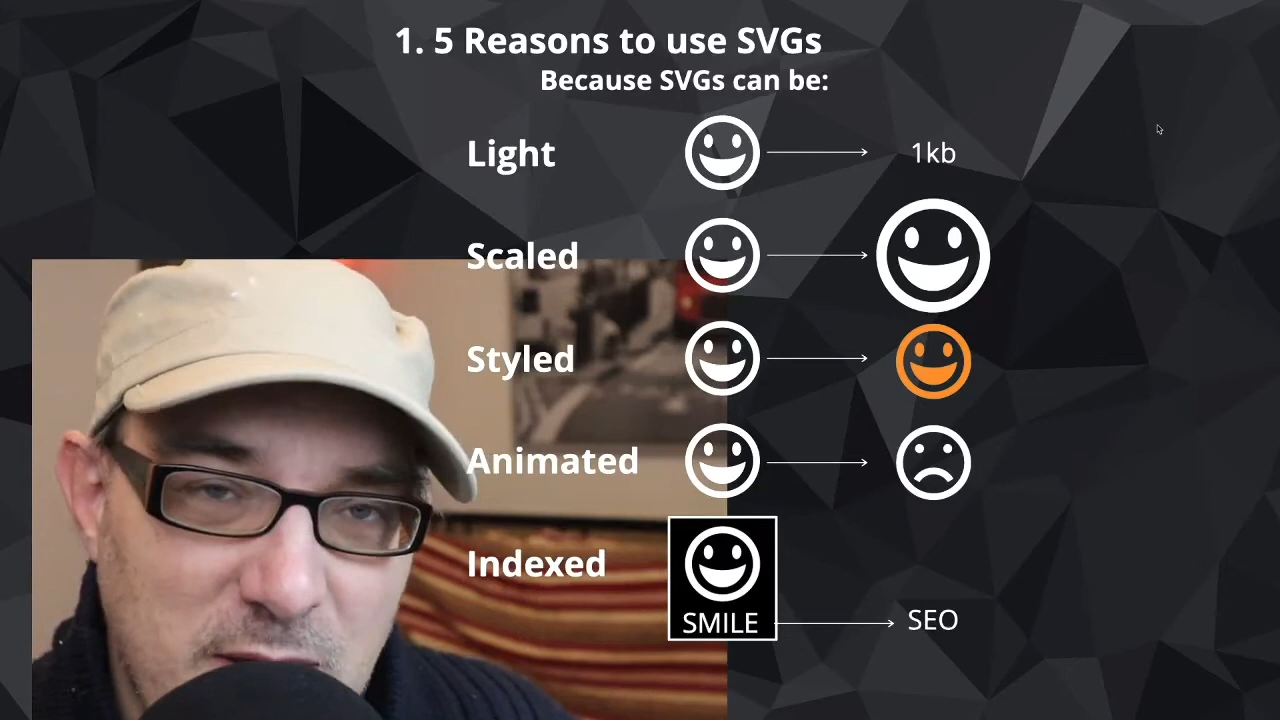 1. 5 Reasons to use SVGs
Because SVGs can be:
Light
1kb
Scaled
Styled
Animated
Indexed
SMILE
SEO